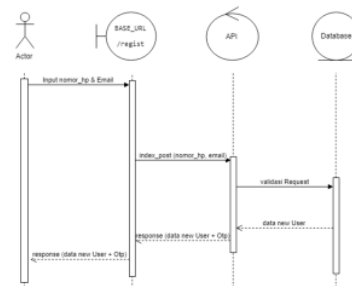 BASE_URL
/regist
API
Database
Actor
Input nomor_hp & Email
index_post (nomor_hp, email)
validasi Request
data new User
response (data new User + Otp)
response (data new User + Otp)